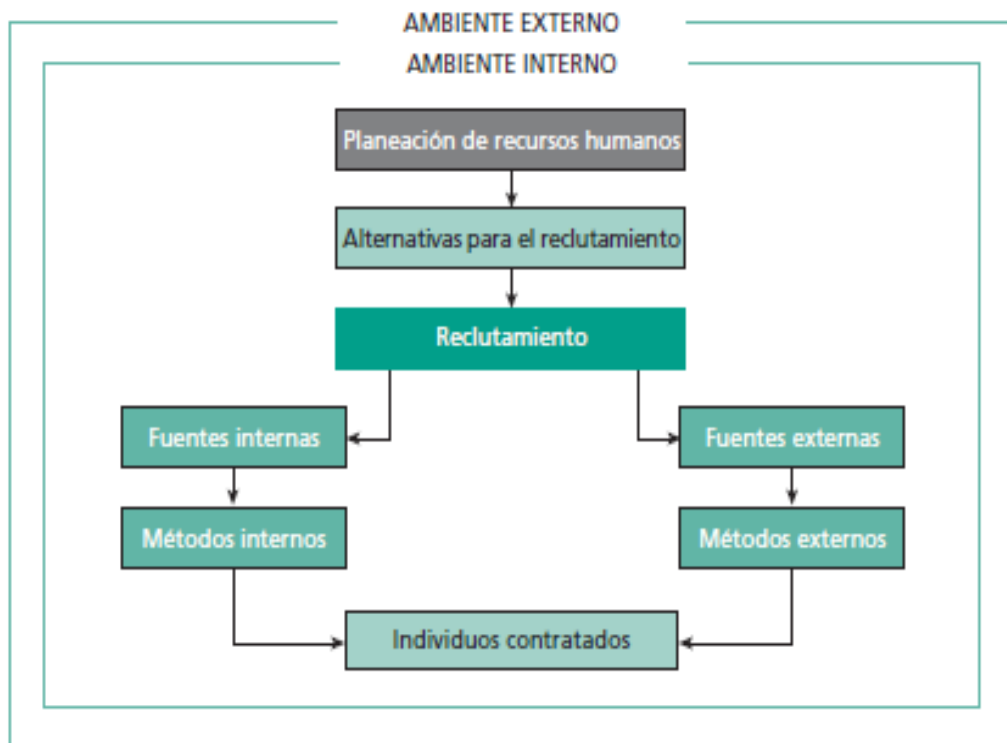 AMBIENTE EXTERNO
AMBIENTE INTERNO
Planeación de recursos humanos
Alternativas para el reclutamiento
Reclutamiento
Fuentes internas
Fuentes externas
Métodos internos
Métodos externos
Individuos contratados